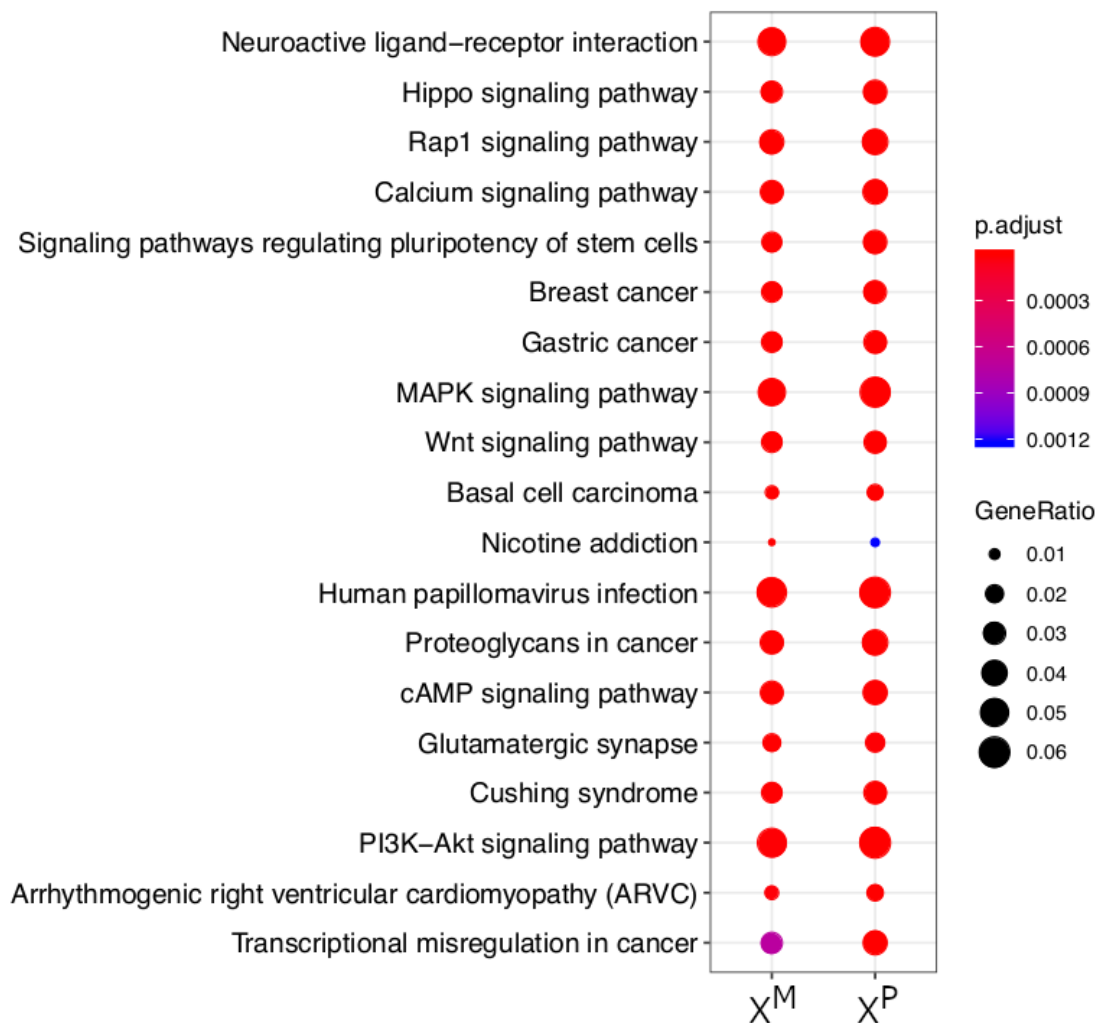 Neuroactive ligand−receptor interaction
Hippo signaling pathway
Rap1 signaling pathway
Calcium signaling pathway
Signaling pathways regulating pluripotency of stem cells
Breast cancer
Gastric cancer
MAPK signaling pathway
Wnt signaling pathway
Basal cell carcinoma
Nicotine addiction
Human papillomavirus infection
Proteoglycans in cancer
cAMP signaling pathway
Glutamatergic synapse
Cushing syndrome
PI3K−Akt signaling pathway
Arrhythmogenic right ventricular cardiomyopathy (ARVC)
Transcriptional misregulation in cancer
X^M X^P
p.adjust
0.0003
0.0006
0.0009
0.0012
GeneRatio
0.01
0.02
0.03
0.04
0.05
0.06